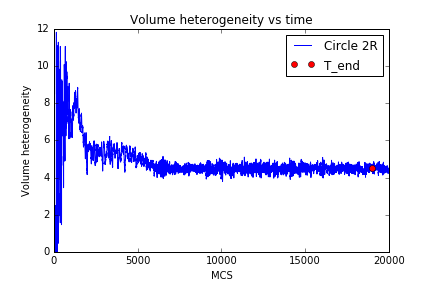 Volume heterogeneity vs time
Circle 2R
T_end
Volume heterogeneity
12
10
8
6
4
2
0
0 5000 10000 15000 20000
MCS